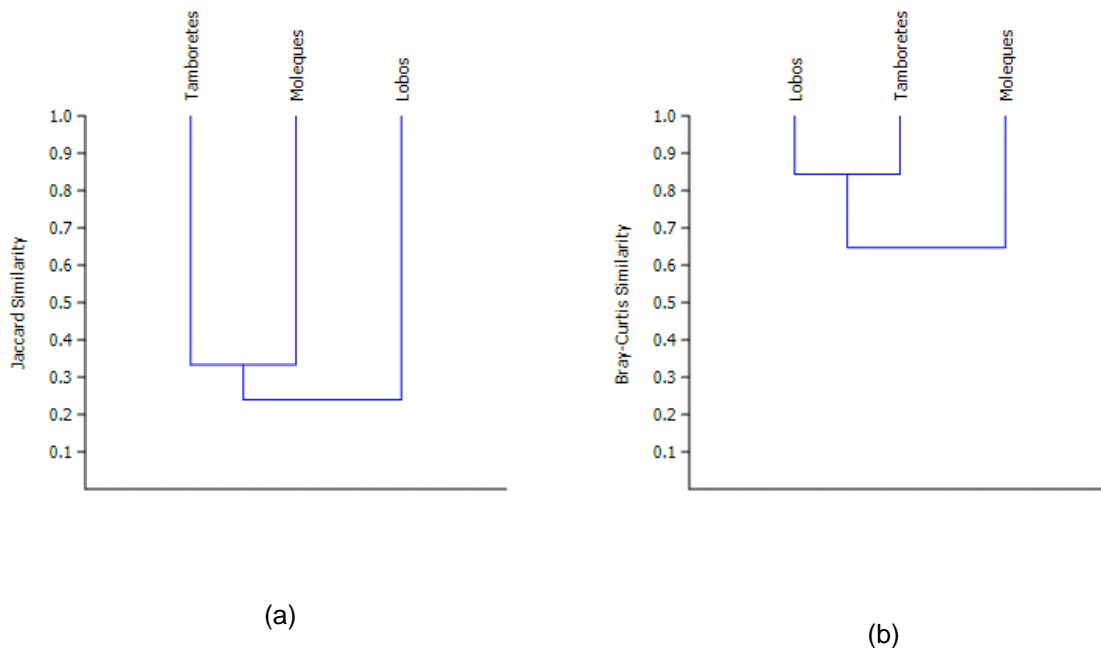 Tamboretes
Moleques
Lobos
1.0
0.9
0.8
0.7
0.6
0.5
0.4
0.3
0.2
0.1
Jaccard Similarity
(a)
Lobos
Tamboretes
Moleques
1.0
0.9
0.8
0.7
0.6
0.5
0.4
0.3
0.2
0.1
Bray-Curtis Similarity
(b)